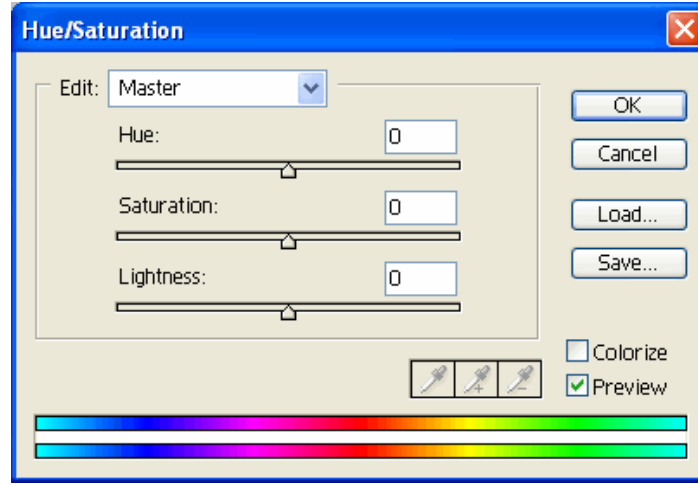 Hue/Saturation
Edit: Master
Hue: 0
Saturation: 0
Lightness: 0
OK
Cancel
Load...
Save...
Colorize
Preview